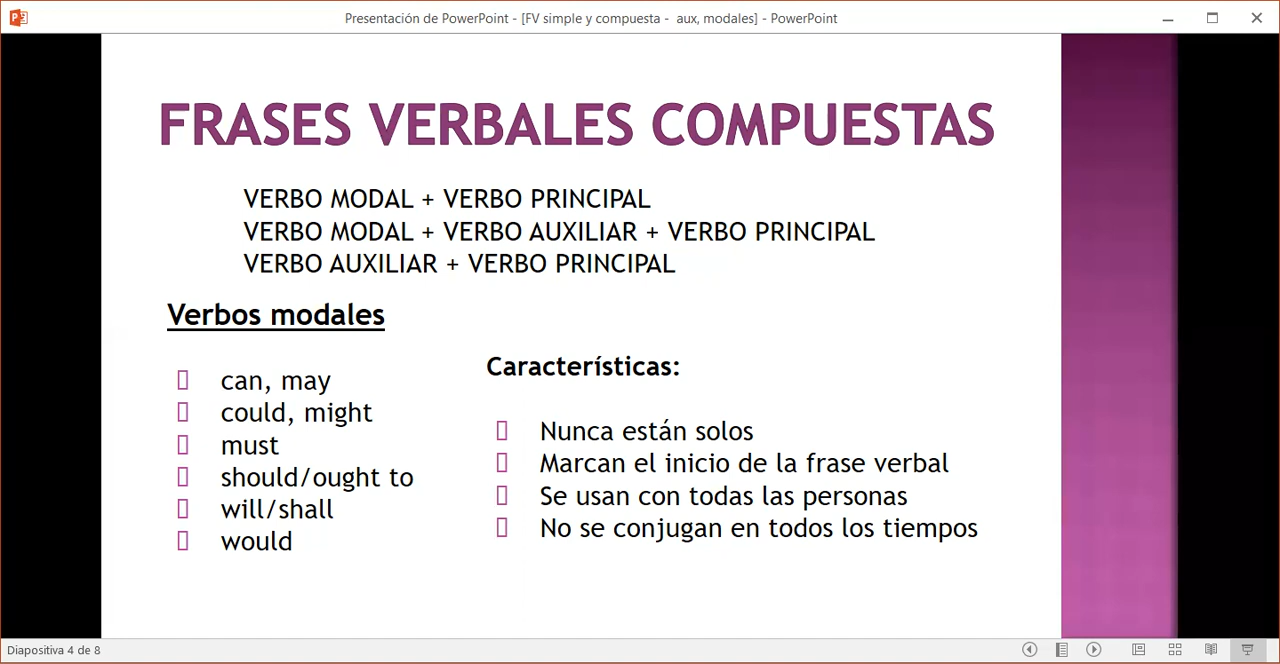 Presentación de PowerPoint - [FV simple y compuesta - aux, modales] - PowerPoint
FRASES VERBALES COMPUESTAS
VERBO MODAL + VERBO PRINCIPAL
VERBO MODAL + VERBO AUXILIAR + VERBO PRINCIPAL
VERBO AUXILIAR + VERBO PRINCIPAL
Verbos modales
can, may
could, might
must
should/ought to
will/shall
would
Características:
Nunca están solos
Marcan el inicio de la frase verbal
Se usan con todas las personas
No se conjugan en todos los tiempos
Diapositiva 4 de 8